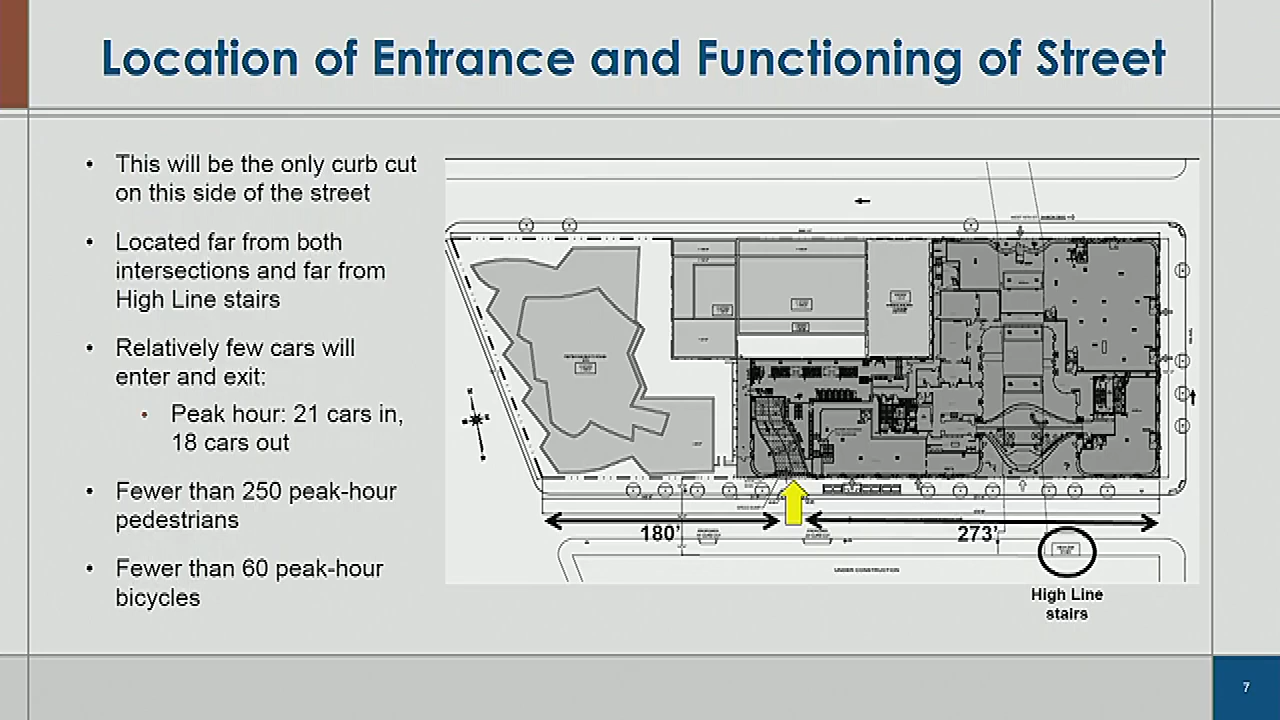 Location of Entrance and Functioning of Street
• This will be the only curb cut
on this side of the street
• Located far from both
intersections and far from
High Line stairs
• Relatively few cars will
enter and exit:
• Peak hour: 21 cars in,
18 cars out
• Fewer than 250 peak-hour
pedestrians
• Fewer than 60 peak-hour
bicycles
180’
273’
UNDER CONSTRUCTION
High Line
stairs
7